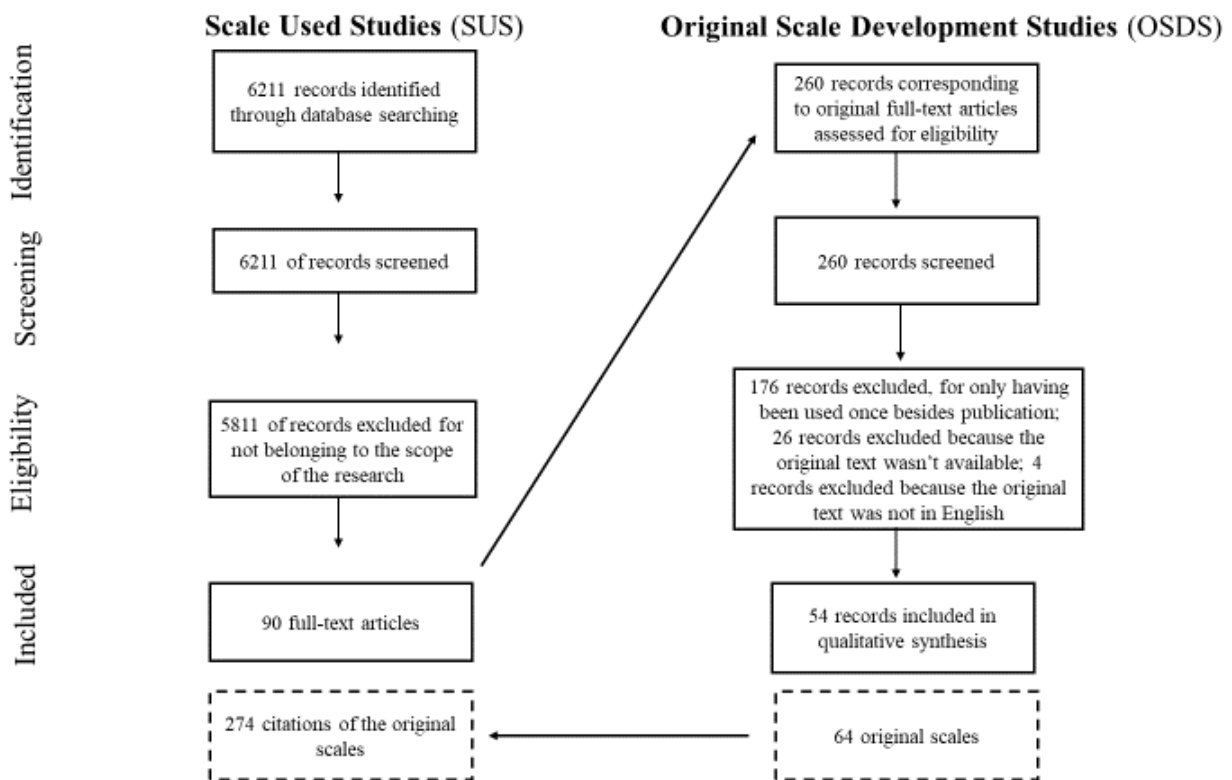 Scale Used Studies (SUS)
Original Scale Development Studies (OSDS)
Identification
Screening
Eligibility
Included
6211 records identified
through database searching
6211 of records screened
5811 of records excluded for
not belonging to the scope
of the research
90 full-text articles
274 citations of the original
scales
260 records corresponding
to original full-text articles
assessed for eligibility
260 records screened
176 records excluded, for only having
been used once besides publication;
26 records excluded because the
original text wasn't available; 4
records excluded because the original
text was not in English
54 records included in
qualitative synthesis
64 original scales